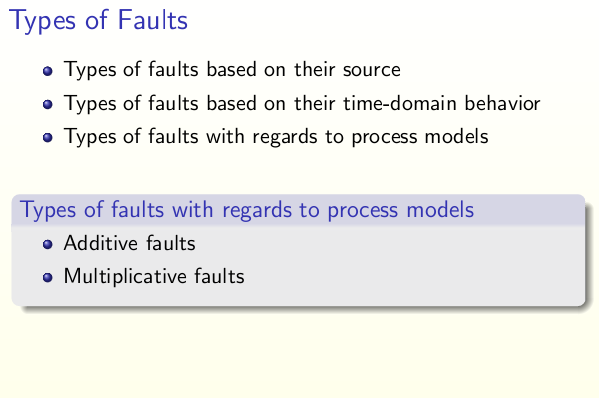 Types of Faults
Types of faults based on their source
Types of faults based on their time-domain behavior
Types of faults with regards to process models
Types of faults with regards to process models
Additive faults
Multiplicative faults